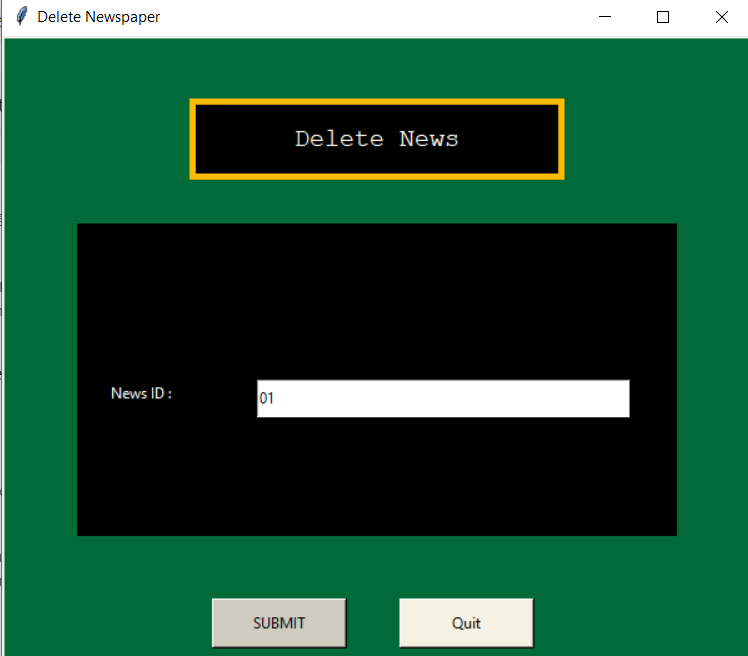 Delete Newspaper
Delete News
News ID :
01
SUBMIT
Quit